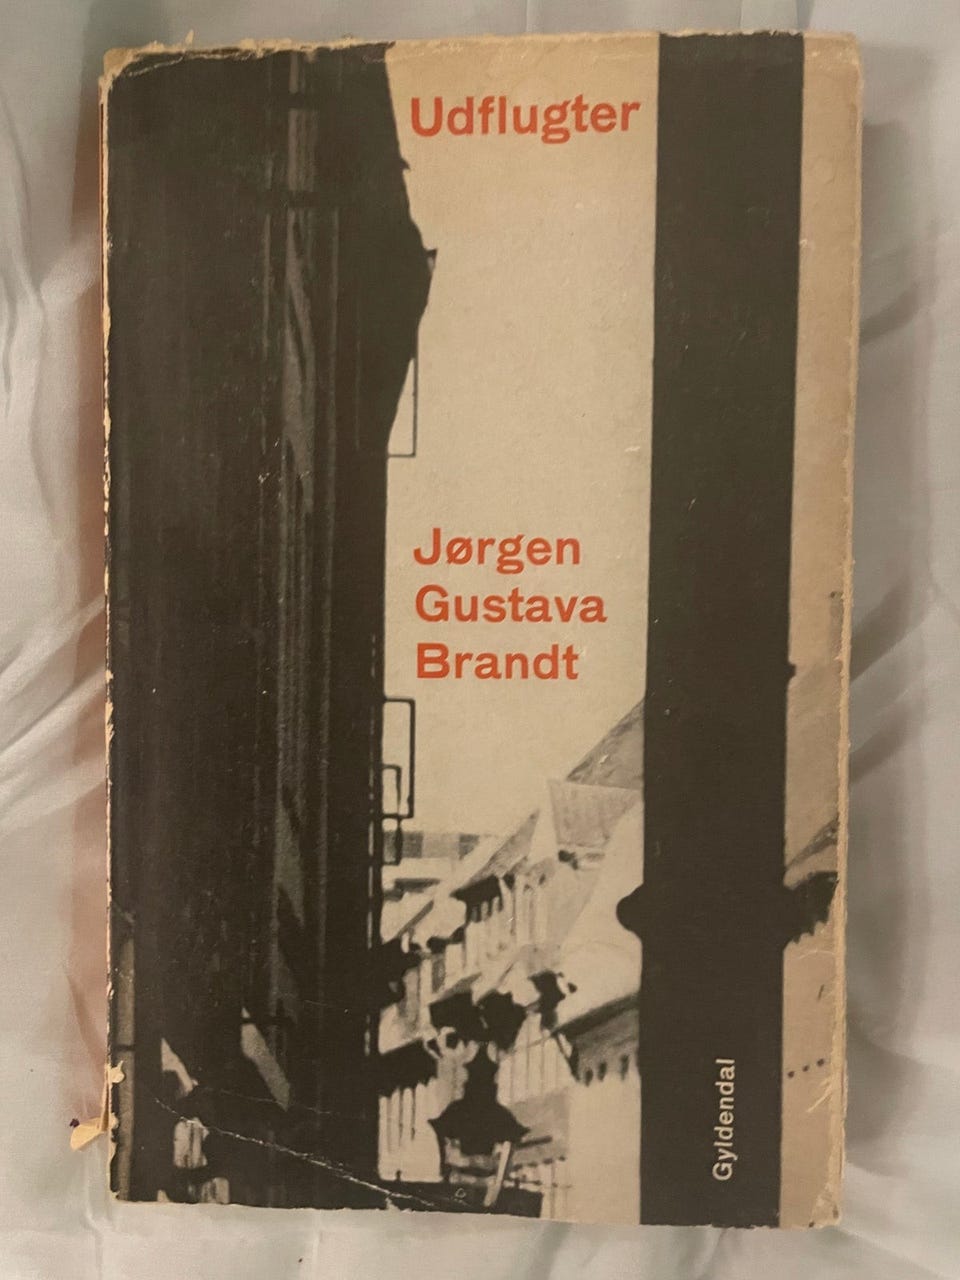 Udflugter
Jørgen
Gustava
Brandt
Gyldendal